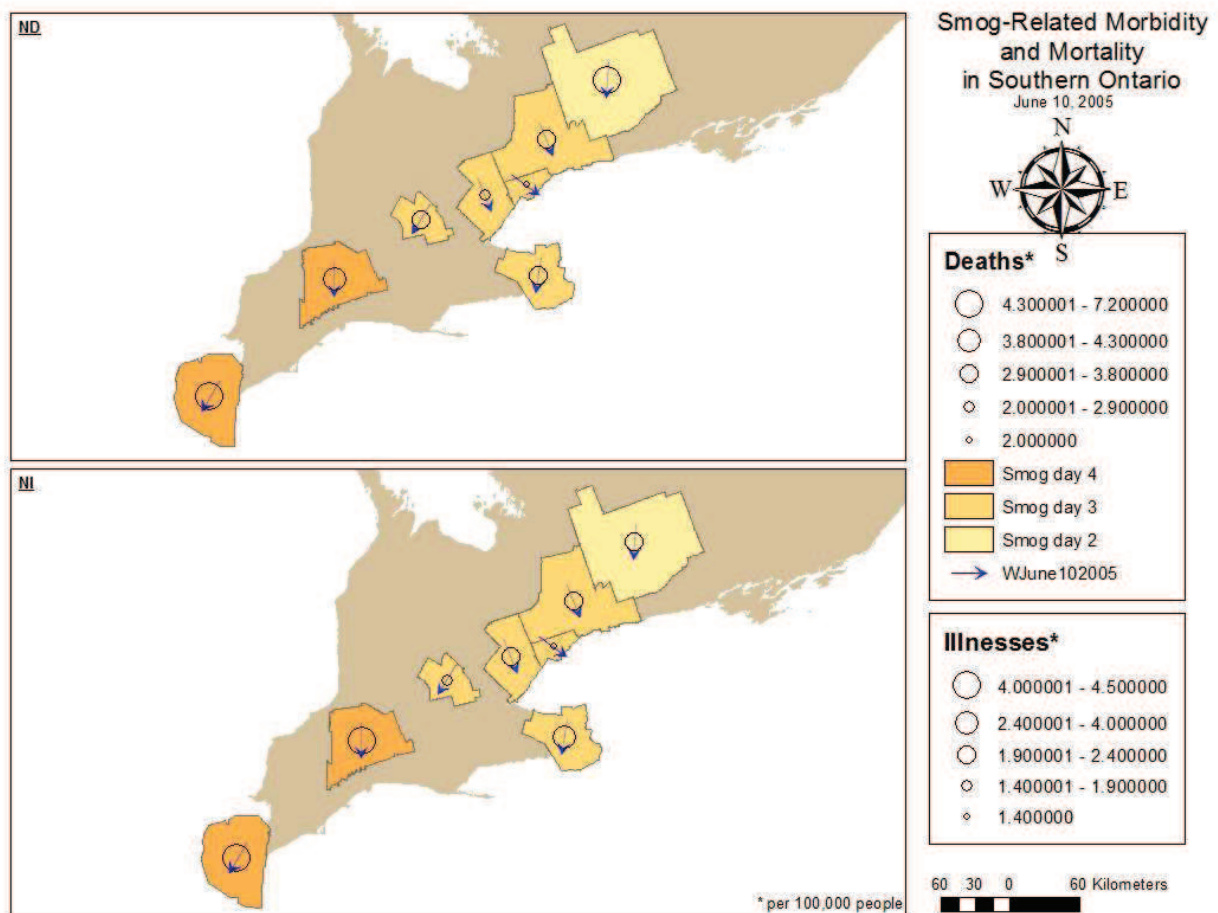 ND
NI
* per 100,000 people
Smog-Related Morbidity
and Mortality
in Southern Ontario
June 10, 2005
N
W E
S
Deaths*
4.300001 - 7.200000
3.800001 - 4.300000
2.900001 - 3.800000
2.000001 - 2.900000
2.000000
Smog day 4
Smog day 3
Smog day 2
WJune102005
Illnesses*
4.000001 - 4.500000
2.400001 - 4.000000
1.900001 - 2.400000
1.400001 - 1.900000
1.400000
60 30 0 60 Kilometers